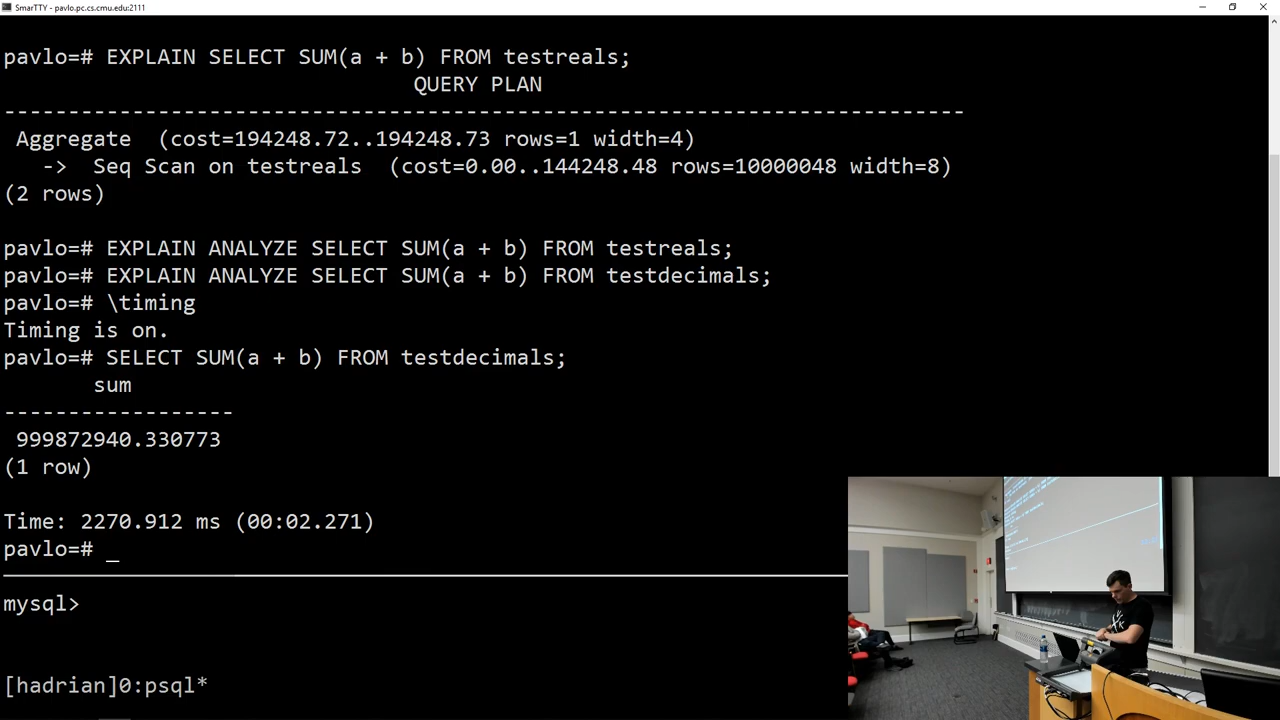 SmarTTY - pavlo.pc.cs.cmu.edu:2111
pavlo=# EXPLAIN SELECT SUM(a + b) FROM testreals;
QUERY PLAN
---------------------------------------------------------------------------
Aggregate  (cost=194248.72..194248.73 rows=1 width=4)
->  Seq Scan on testreals  (cost=0.00..144248.48 rows=10000048 width=8)
(2 rows)
pavlo=# EXPLAIN ANALYZE SELECT SUM(a + b) FROM testreals;
pavlo=# EXPLAIN ANALYZE SELECT SUM(a + b) FROM testdecimals;
pavlo=# \timing
Timing is on.
pavlo=# SELECT SUM(a + b) FROM testdecimals;
sum
------------------
999872940.330773
(1 row)
Time: 2270.912 ms (00:02.271)
pavlo=# _
mysql>
[hadrian]0:psql*